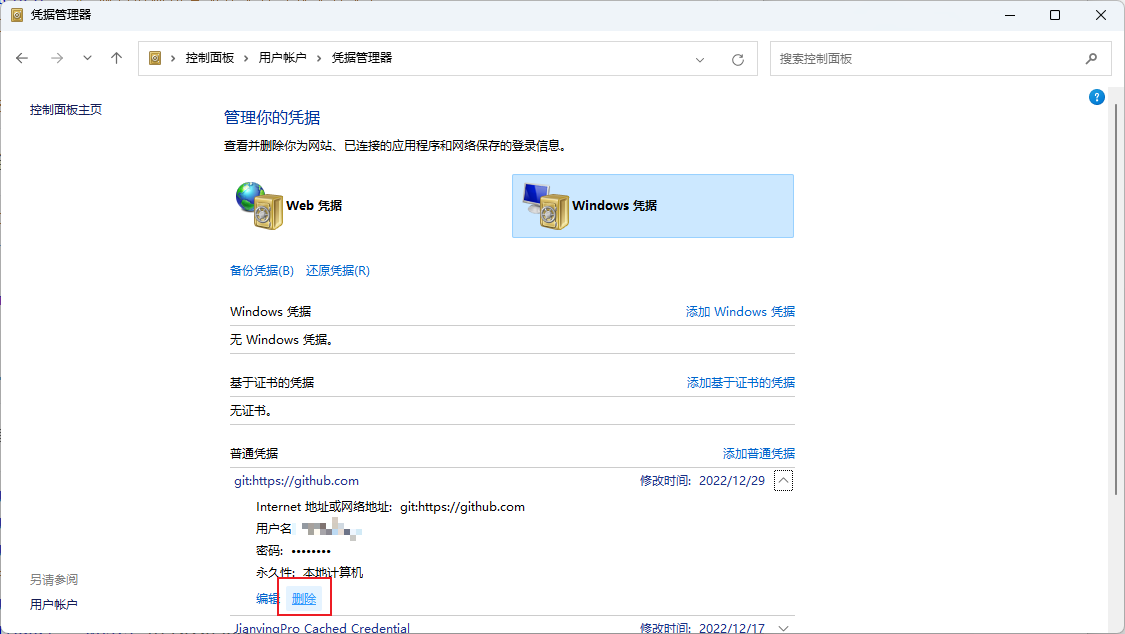 凭据管理器
控制面板 › 用户帐户 › 凭据管理器
搜索控制面板
控制面板主页
管理你的凭据
查看并删除你为网站、已连接的应用程序和网络保存的登录信息。
Web 凭据
Windows 凭据
备份凭据(B) 还原凭据(R)
Windows 凭据 添加 Windows 凭据
无 Windows 凭据。
基于证书的凭据 添加基于证书的凭据
无证书。
普通凭据 添加普通凭据
git:https://github.com 修改时间: 2022/12/29
Internet 地址或网络地址: git:https://github.com
用户名
密码: ••••••••
永久性: 本地计算机
编辑 删除
JianyingPro Cached Credential 修改时间: 2022/12/17
另请参阅
用户帐户